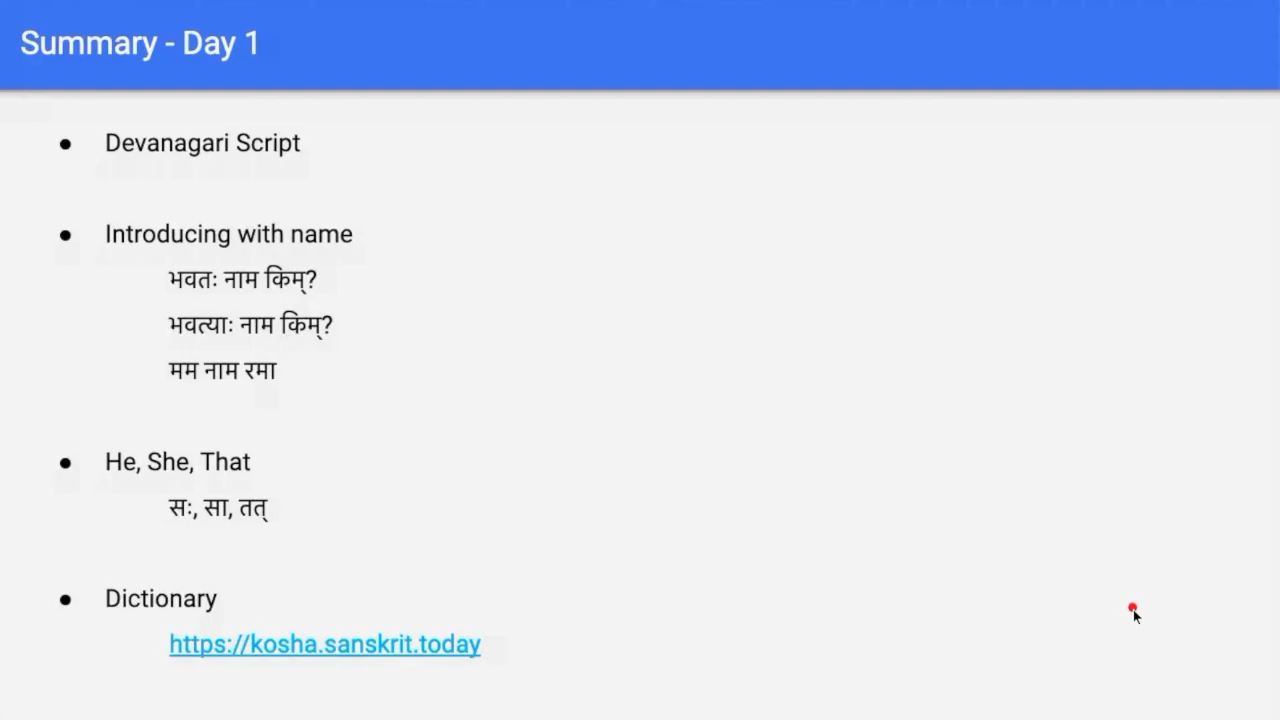 Summary - Day 1
● Devanagari Script
● Introducing with name
भवतः नाम किम्?
भवत्याः नाम किम्?
मम नाम रमा
● He, She, That
सः, सा, तत्
● Dictionary
https://kosha.sanskrit.today